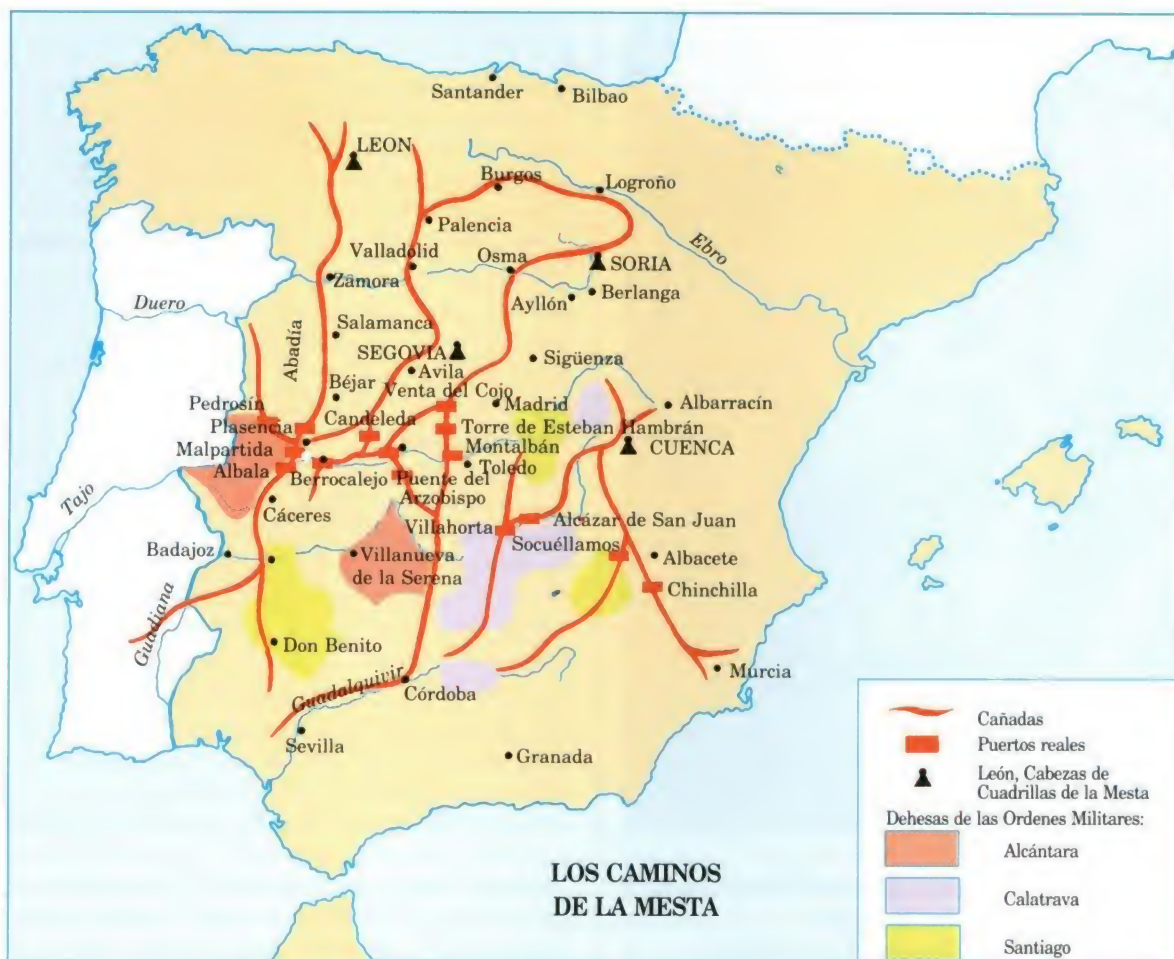 Santander
Bilbao
LEON
Burgos
Logroño
Palencia
Valladolid
Osma
SORIA
Ebro
Zamora
Ayllón
Berlanga
Duero
Abadía
Salamanca
SEGOVIA
Sigüenza
Avila
Béjar
Venta del Cojo
Madrid
Albarracín
Pedrosín
Candeleda
Plasencia
Torre de Esteban Hambrán
Malpartida
Montalbán
CUENCA
Albala
Toledo
Berrocalejo
Puente del
Arzobispo
Tajo
Cáceres
Villaharta
Alcázar de San Juan
Badajoz
Villanueva
de la Serena
Socuéllamos
Albacete
Chinchilla
Guadiana
Don Benito
Murcia
Guadalquivir
Córdoba
Sevilla
Granada
LOS CAMINOS
DE LA MESTA
Cañadas
Puertos reales
León, Cabezas de
Cuadrillas de la Mesta
Dehesas de las Ordenes Militares:
Alcántara
Calatrava
Santiago